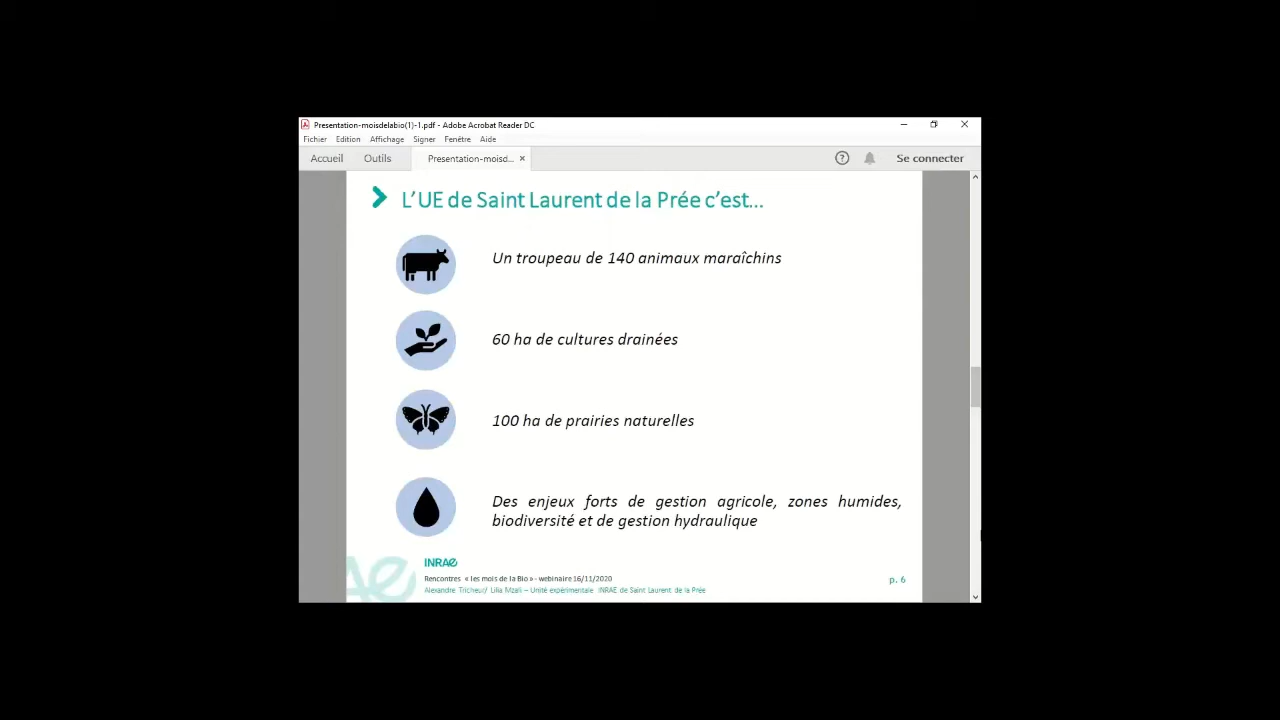 Presentation-moisdelabio(1)-1.pdf - Adobe Acrobat Reader DC
Fichier Edition Affichage Signer Fenêtre Aide
Accueil Outils Presentation-moisd... × Se connecter
L'UE de Saint Laurent de la Prée c'est...
Un troupeau de 140 animaux maraîchins
60 ha de cultures drainées
100 ha de prairies naturelles
Des enjeux forts de gestion agricole, zones humides,
biodiversité et de gestion hydraulique
INRAE
Rencontres « les mois de la Bio » - webinaire 16/11/2020
Alexandre Tricheur/ Lilia Mzali – Unité expérimentale INRAE de Saint Laurent de la Prée
p. 6